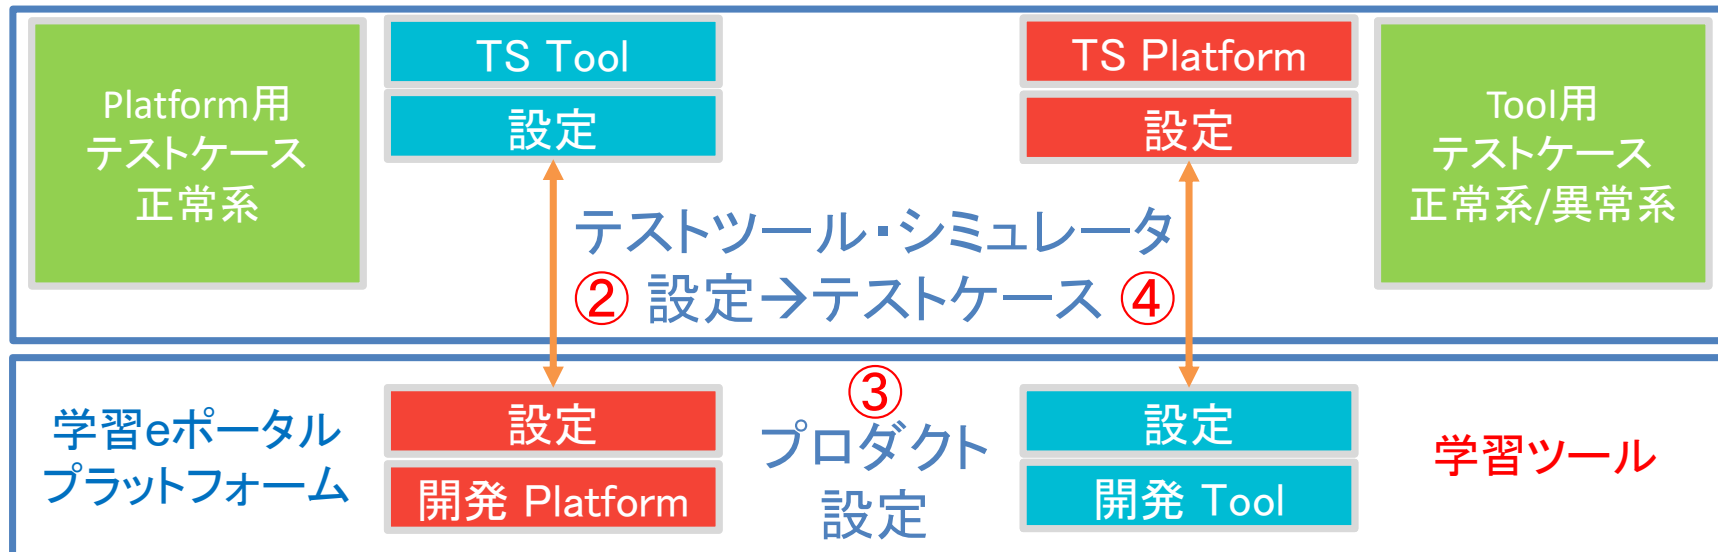 Platform用
テストケース
正常系
TS Tool
設定
TS Platform
設定
Tool用
テストケース
正常系/異常系
テストツール・シミュレータ
② 設定→テストケース ④
学習eポータル
プラットフォーム
設定
開発 Platform
③
プロダクト
設定
設定
開発 Tool
学習ツール